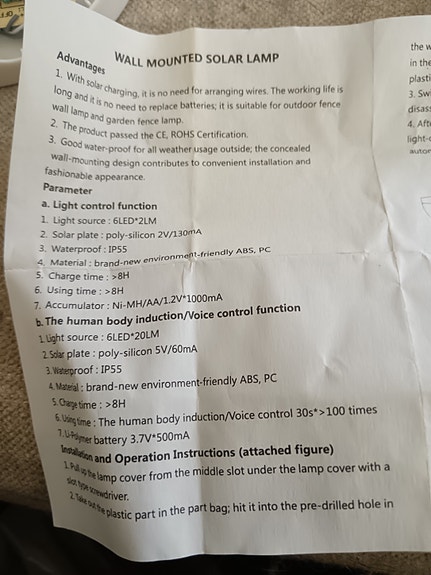 WALL MOUNTED SOLAR LAMP
Advantages
1. With solar charging, it is no need for arranging wires. The working life is
long and it is no need to replace batteries; it is suitable for outdoor fence
wall lamp and garden fence lamp.
2. The product passed the CE, ROHS Certification.
3. Good water-proof for all weather usage outside; the concealed
wall-mounting design contributes to convenient installation and
fashionable appearance.
Parameter
a. Light control function
1. Light source : 6LED*2LM
2. Solar plate : poly-silicon 2V/130mA
3. Waterproof : IP55
4. Material : brand-new environment-friendly ABS, PC
5. Charge time : >8H
6. Using time : >8H
7. Accumulator : Ni-MH/AA/1.2V*1000mA
b. The human body induction/Voice control function
1. Light source : 6LED*20LM
2. Solar plate : poly-silicon 5V/60mA
3. Waterproof : IP55
4. Material : brand-new environment-friendly ABS, PC
5. Charge time : >8H
6. Using time : The human body induction/Voice control 30s*>100 times
7. Li-Polymer battery 3.7V*500mA
Installation and Operation Instructions (attached figure)
1. Pull up the lamp cover from the middle slot under the lamp cover with a
slot type screwdriver.
2. Take out the plastic part in the part bag; hit it into the pre-drilled hole in
the w
in the
plasti
3. Sw
disass
4. Aft
light-c
auton
OFF